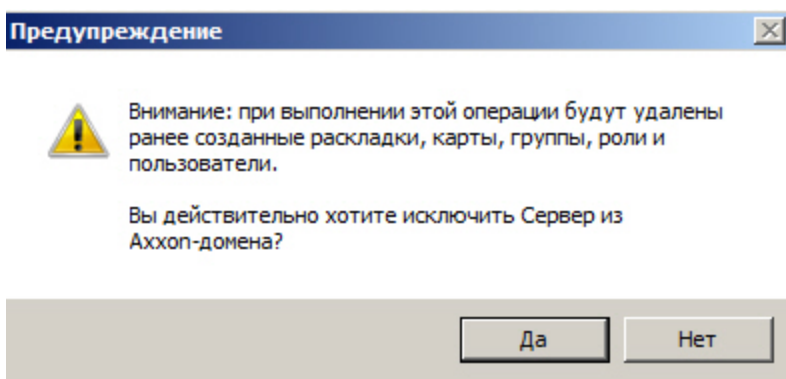 Предупреждение
Внимание: при выполнении этой операции будут удалены
ранее созданные раскладки, карты, группы, роли и
пользователи.
Вы действительно хотите исключить Сервер из
Axxon-домена?
Да
Нет